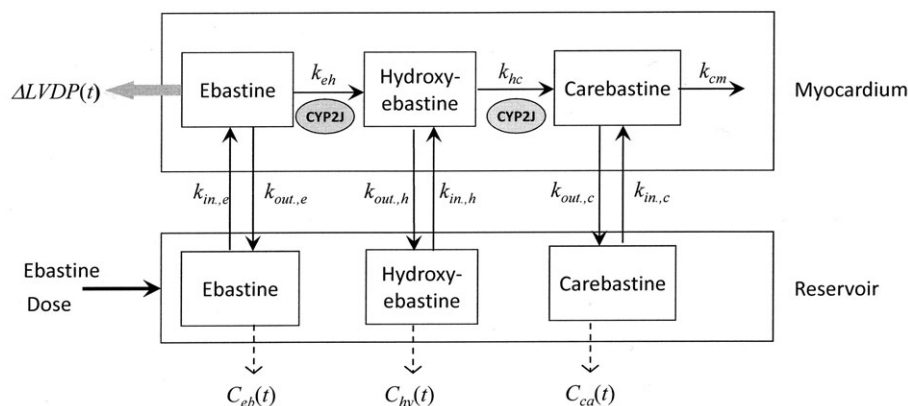 Ebastine
k_eh
CYP2J
Hydroxy-
ebastine
k_hc
CYP2J
Carebastine
k_cm
Myocardium
ΔLVDP(t)
k_in.,e
k_out.,e
k_out.,h
k_in.,h
k_out.,c
k_in.,c
Ebastine
Dose
Ebastine
Hydroxy-
ebastine
Carebastine
Reservoir
C_eb(t)
C_hy(t)
C_ca(t)